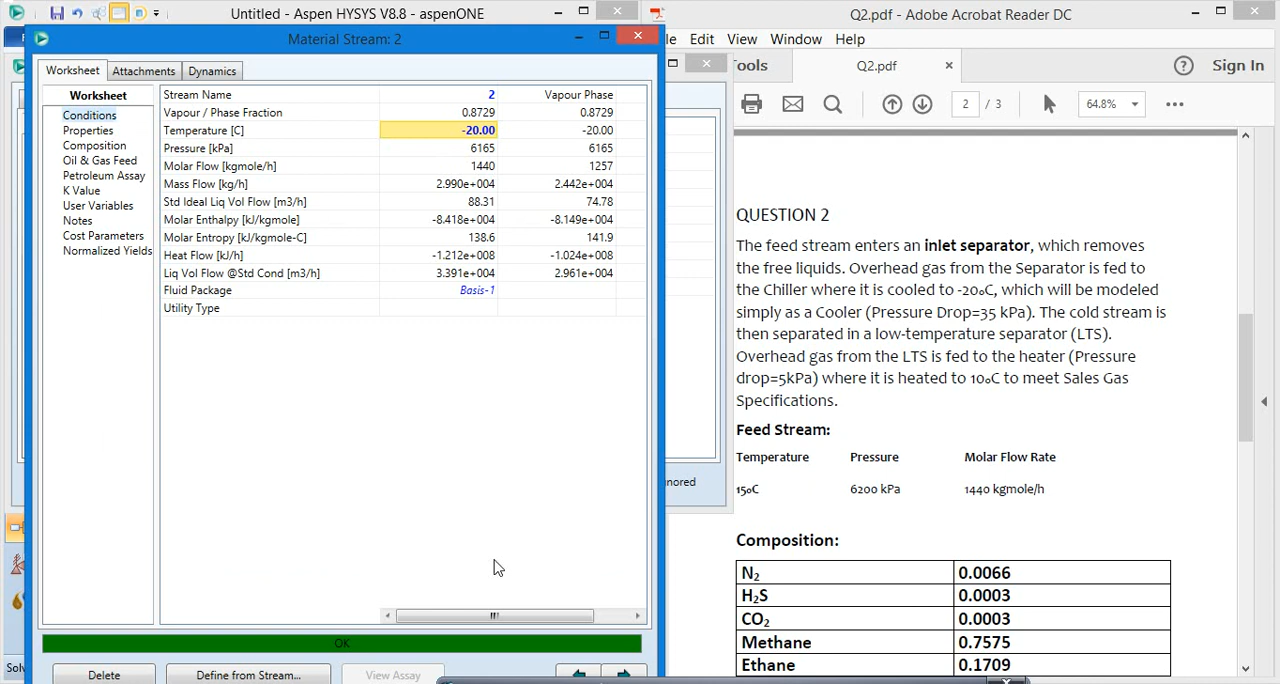 Untitled - Aspen HYSYS V8.8 - aspenONE
Q2.pdf - Adobe Acrobat Reader DC
Material Stream: 2
Edit View Window Help
Worksheet Attachments Dynamics
Tools Q2.pdf × Sign In
2 / 3 64.8%
Worksheet
Conditions
Properties
Composition
Oil & Gas Feed
Petroleum Assay
K Value
User Variables
Notes
Cost Parameters
Normalized Yields
Stream Name 2 Vapour Phase
Vapour / Phase Fraction 0.8729 0.8729
Temperature [C] -20.00 -20.00
Pressure [kPa] 6165 6165
Molar Flow [kgmole/h] 1440 1257
Mass Flow [kg/h] 2.990e+004 2.442e+004
Std Ideal Liq Vol Flow [m3/h] 88.31 74.78
Molar Enthalpy [kJ/kgmole] -8.418e+004 -8.149e+004
Molar Entropy [kJ/kgmole-C] 138.6 141.9
Heat Flow [kJ/h] -1.212e+008 -1.024e+008
Liq Vol Flow @Std Cond [m3/h] 3.391e+004 2.961e+004
Fluid Package Basis-1
Utility Type
OK
Delete Define from Stream... View Assay
nored
Solv
QUESTION 2
The feed stream enters an inlet separator, which removes
the free liquids. Overhead gas from the Separator is fed to
the Chiller where it is cooled to -20oC, which will be modeled
simply as a Cooler (Pressure Drop=35 kPa). The cold stream is
then separated in a low-temperature separator (LTS).
Overhead gas from the LTS is fed to the heater (Pressure
drop=5kPa) where it is heated to 10oC to meet Sales Gas
Specifications.
Feed Stream:
Temperature Pressure Molar Flow Rate
15oC 6200 kPa 1440 kgmole/h
Composition:
N2 0.0066
H2S 0.0003
CO2 0.0003
Methane 0.7575
Ethane 0.1709